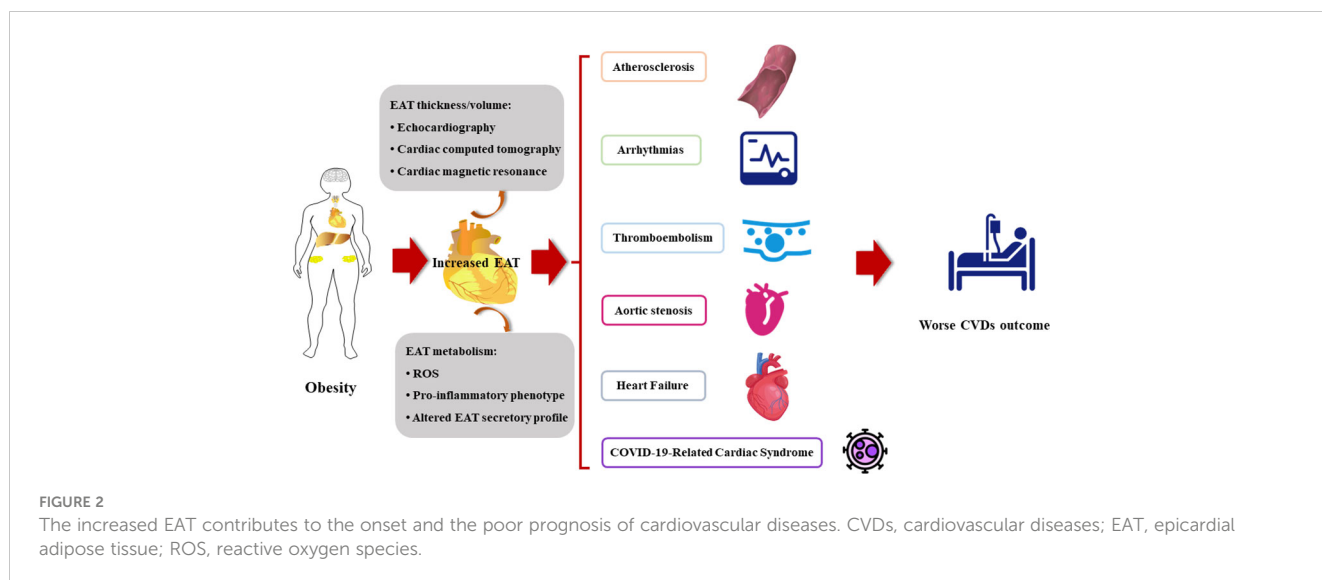 EAT thickness/volume:
• Echocardiography
• Cardiac computed tomography
• Cardiac magnetic resonance
Obesity
Increased EAT
EAT metabolism:
• ROS
• Pro-inflammatory phenotype
• Altered EAT secretory profile
Atherosclerosis
Arrhythmias
Thromboembolism
Aortic stenosis
Heart Failure
COVID-19-Related Cardiac Syndrome
Worse CVDs outcome
FIGURE 2
The increased EAT contributes to the onset and the poor prognosis of cardiovascular diseases. CVDs, cardiovascular diseases; EAT, epicardial
adipose tissue; ROS, reactive oxygen species.